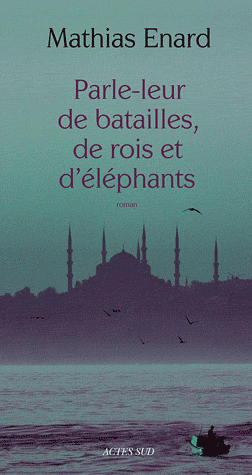 Mathias Enard
Parle-leur
de batailles,
de rois et
d'éléphants
roman
ACTES SUD